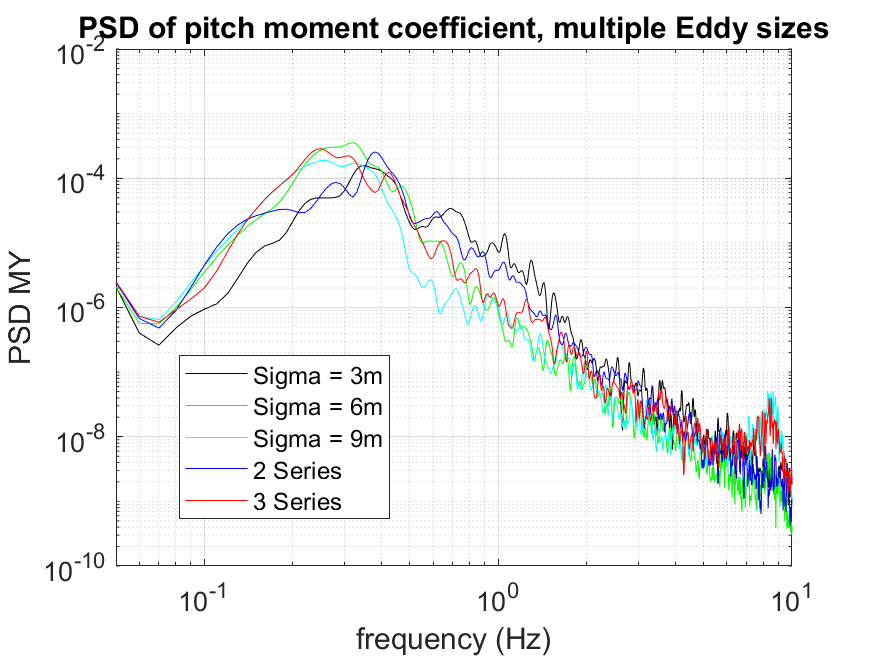 PSD of pitch moment coefficient, multiple Eddy sizes
10^-2
10^-4
10^-6
10^-8
10^-10
PSD MY
Sigma = 3m
Sigma = 6m
Sigma = 9m
2 Series
3 Series
10^-1
10^0
10^1
frequency (Hz)